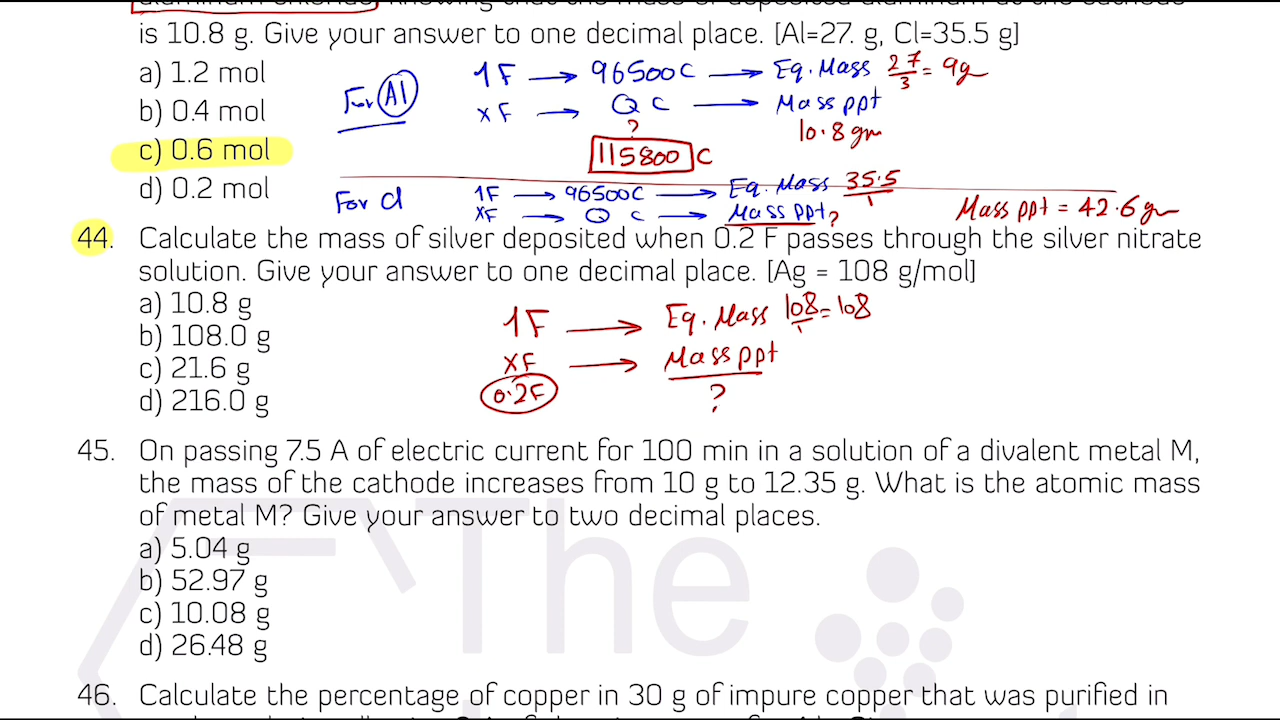 is 10.8 g. Give your answer to one decimal place. [Al=27. g, Cl=35.5 g]
a) 1.2 mol
b) 0.4 mol
c) 0.6 mol
d) 0.2 mol
For Al
1F → 96500C → Eq. Mass 27/3 = 9g
xF → Q C → Mass ppt
? 10.8 gm
115800 C
For Cl
1F → 96500C → Eq. Mass 35.5/1
xF → Q C → Mass ppt ?
Mass ppt = 42.6 gm
44. Calculate the mass of silver deposited when 0.2 F passes through the silver nitrate
solution. Give your answer to one decimal place. [Ag = 108 g/mol]
a) 10.8 g
b) 108.0 g
c) 21.6 g
d) 216.0 g
1F → Eq. Mass 108/1 = 108
xF → Mass ppt
0.2F ?
45. On passing 7.5 A of electric current for 100 min in a solution of a divalent metal M,
the mass of the cathode increases from 10 g to 12.35 g. What is the atomic mass
of metal M? Give your answer to two decimal places.
a) 5.04 g
b) 52.97 g
c) 10.08 g
d) 26.48 g
The
46. Calculate the percentage of copper in 30 g of impure copper that was purified in